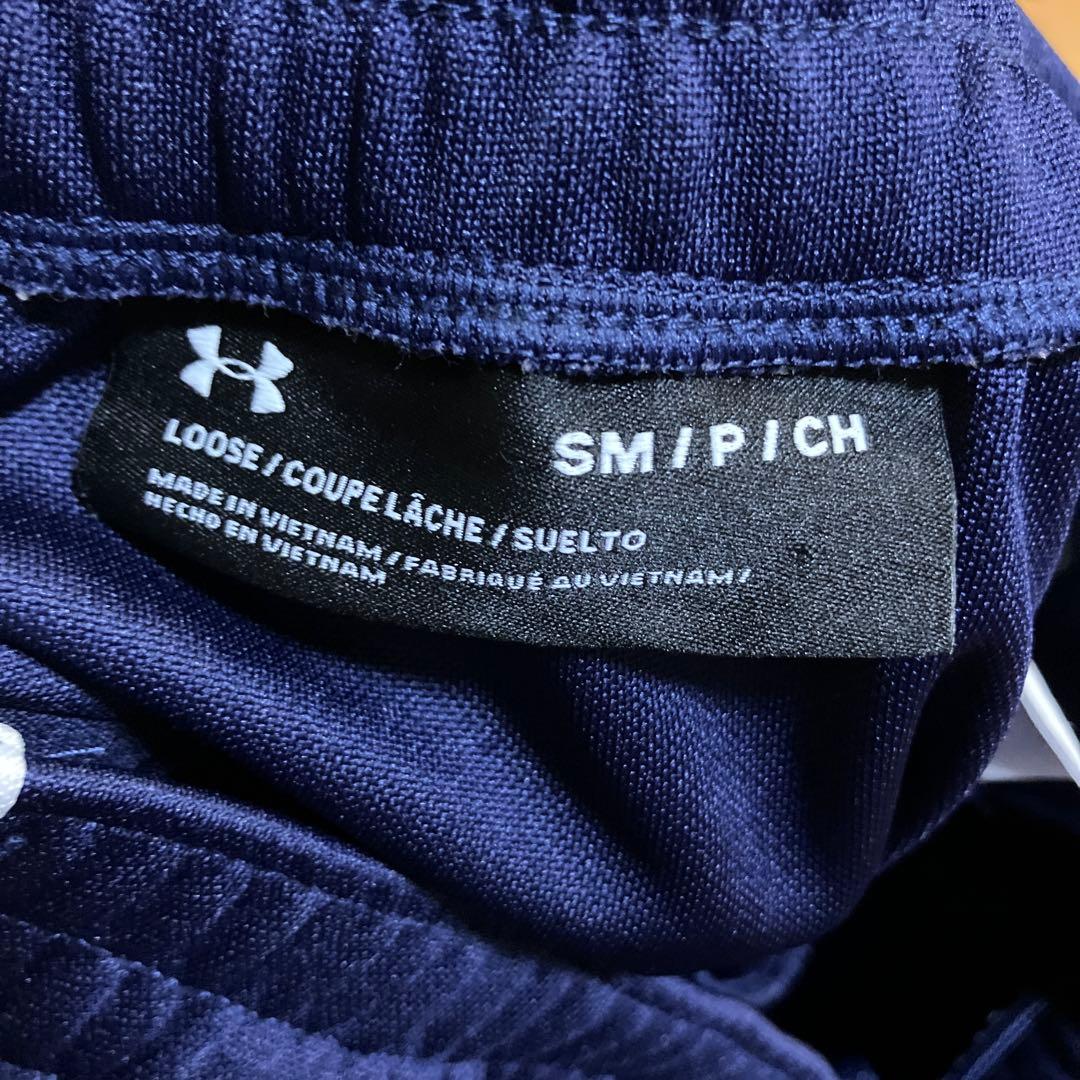 SM / P / CH
LOOSE / COUPE LÂCHE / SUELTO
MADE IN VIETNAM / FABRIQUÉ AU VIETNAM /
HECHO EN VIETNAM